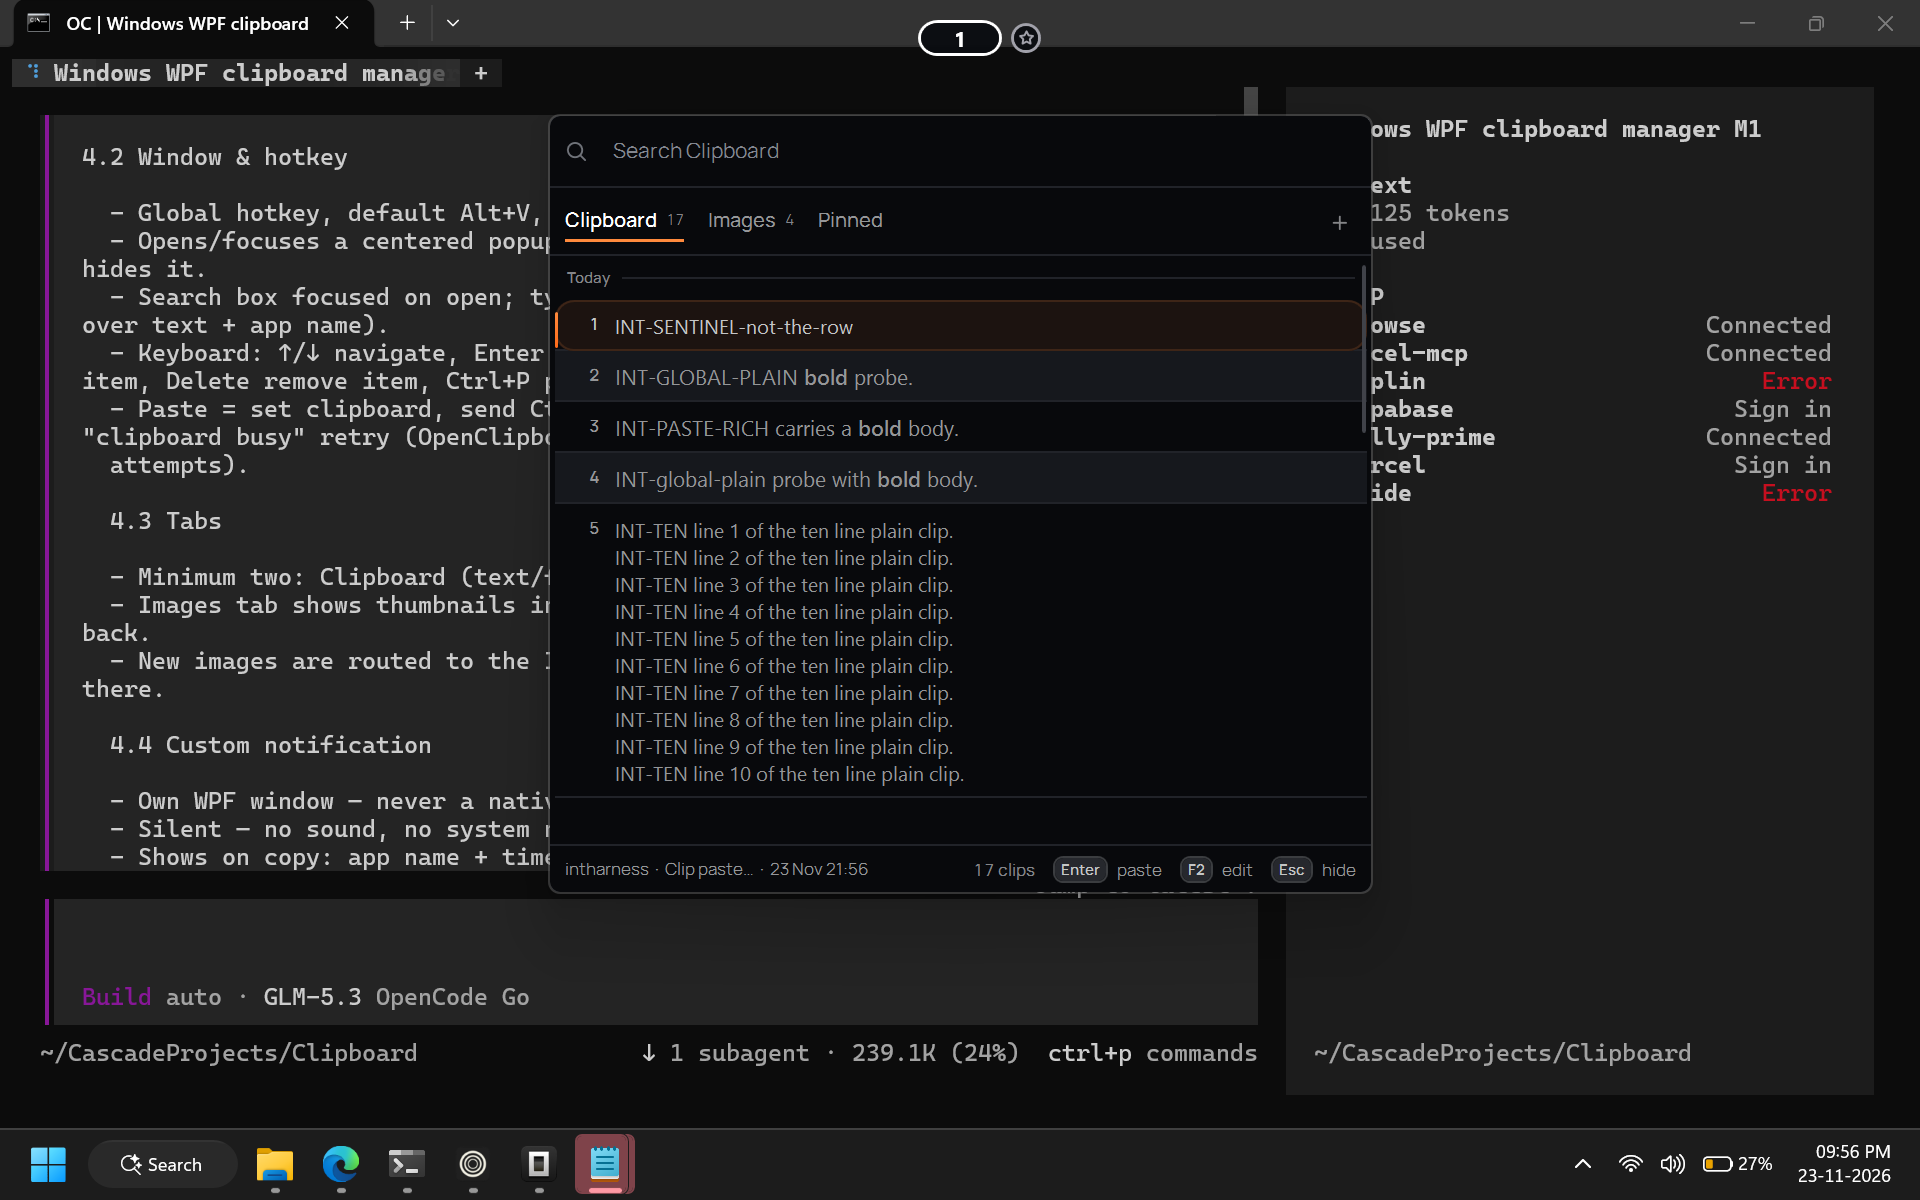 OC | Windows WPF clipboard
1
Windows WPF clipboard manage
+
4.2 Window & hotkey
– Global hotkey, default Alt+V,
– Opens/focuses a centered popup
hides it.
– Search box focused on open; ty
over text + app name).
– Keyboard: ↑/↓ navigate, Enter
item, Delete remove item, Ctrl+P p
– Paste = set clipboard, send Ct
"clipboard busy" retry (OpenClipbo
attempts).
4.3 Tabs
– Minimum two: Clipboard (text/
– Images tab shows thumbnails in
back.
– New images are routed to the I
there.
4.4 Custom notification
– Own WPF window – never a nativ
– Silent – no sound, no system n
– Shows on copy: app name + time
Search Clipboard
Clipboard 17 Images 4 Pinned +
Today
1 INT-SENTINEL-not-the-row
2 INT-GLOBAL-PLAIN bold probe.
3 INT-PASTE-RICH carries a bold body.
4 INT-global-plain probe with bold body.
5 INT-TEN line 1 of the ten line plain clip.
INT-TEN line 2 of the ten line plain clip.
INT-TEN line 3 of the ten line plain clip.
INT-TEN line 4 of the ten line plain clip.
INT-TEN line 5 of the ten line plain clip.
INT-TEN line 6 of the ten line plain clip.
INT-TEN line 7 of the ten line plain clip.
INT-TEN line 8 of the ten line plain clip.
INT-TEN line 9 of the ten line plain clip.
INT-TEN line 10 of the ten line plain clip.
intharness · Clip paste... · 23 Nov 21:56 17 clips Enter paste F2 edit Esc hide
ows WPF clipboard manager M1
ext
125 tokens
used
P
owse Connected
cel-mcp Connected
plin Error
pabase Sign in
lly-prime Connected
rcel Sign in
ide Error
Build auto · GLM-5.3 OpenCode Go
~/CascadeProjects/Clipboard ↓ 1 subagent · 239.1K (24%) ctrl+p commands
~/CascadeProjects/Clipboard
Search
27%
09:56 PM
23-11-2026